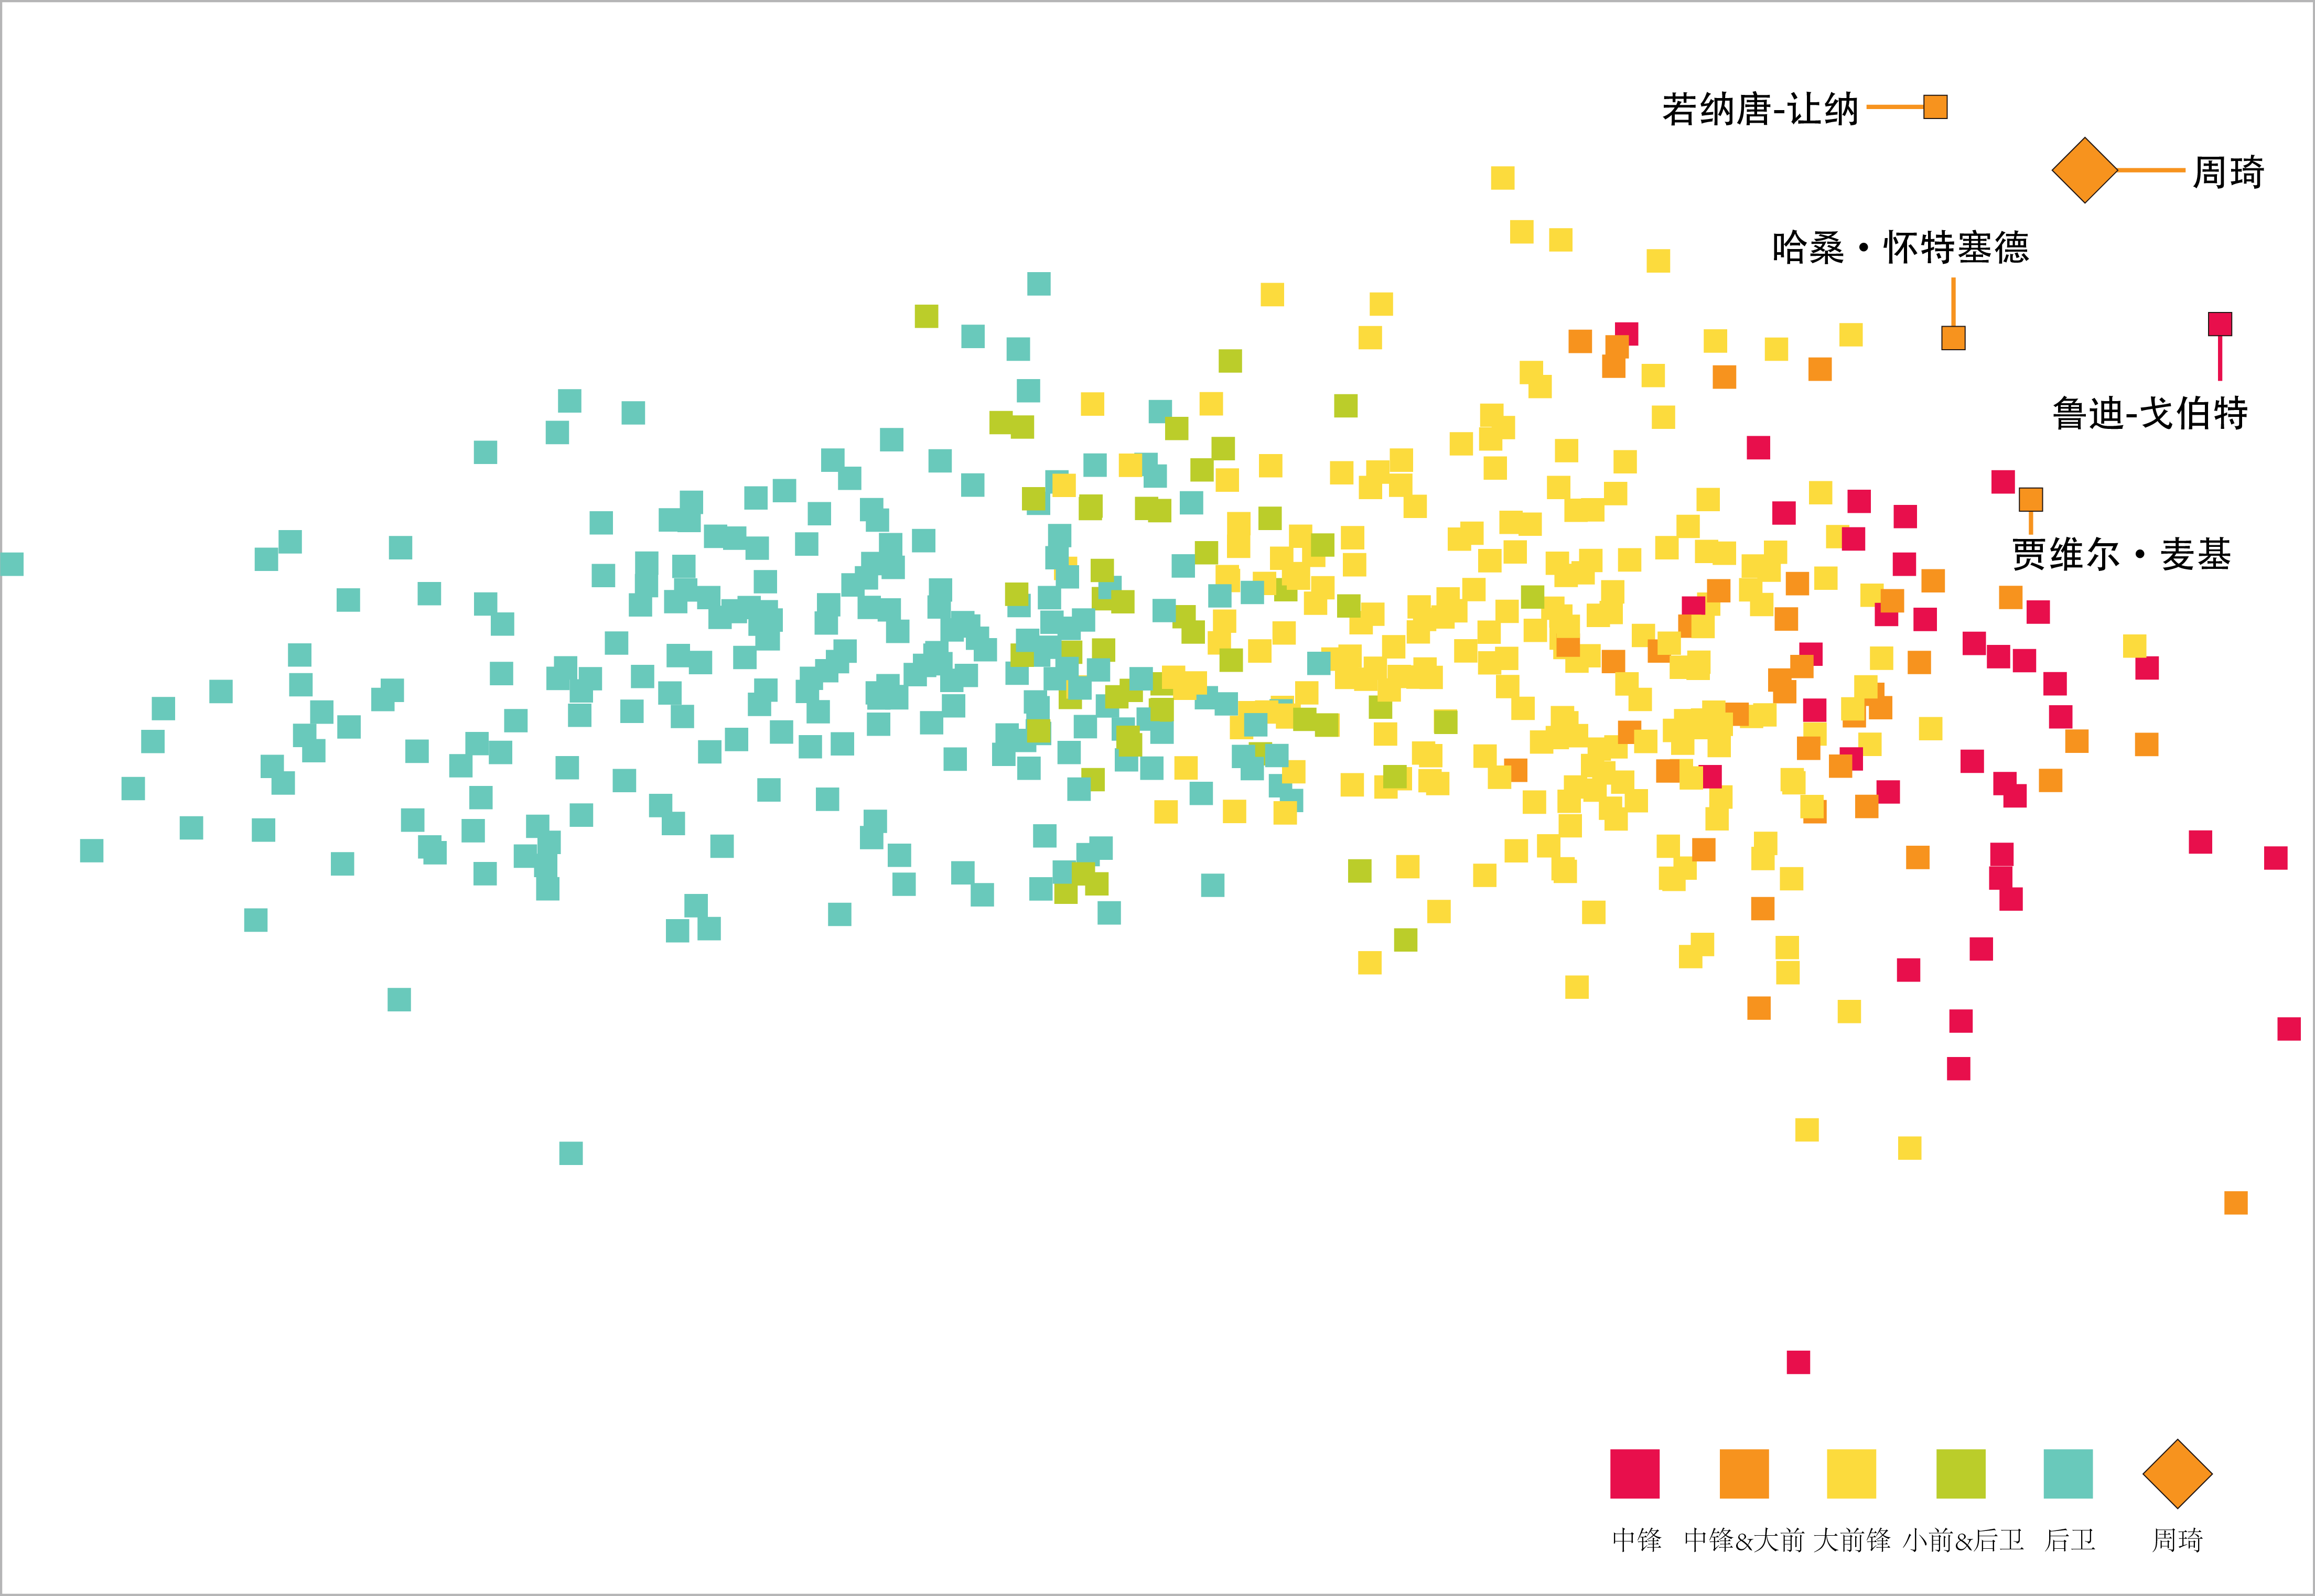 若纳唐-让纳
周琦
哈桑·怀特塞德
鲁迪-戈伯特
贾维尔·麦基
中锋
中锋&大前
大前锋
小前&后卫
后卫
周琦